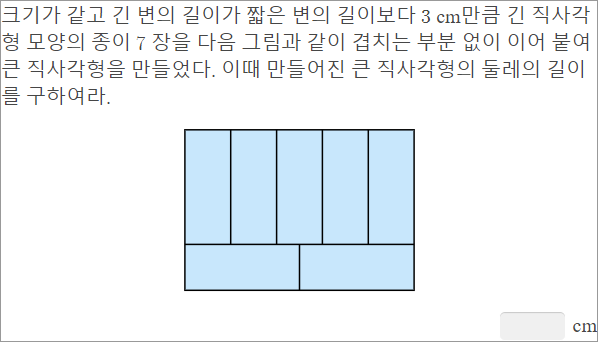 크기가 같고 긴 변의 길이가 짧은 변의 길이보다 3 cm만큼 긴 직사각
형 모양의 종이 7 장을 다음 그림과 같이 겹치는 부분 없이 이어 붙여
큰 직사각형을 만들었다. 이때 만들어진 큰 직사각형의 둘레의 길이
를 구하여라.
cm